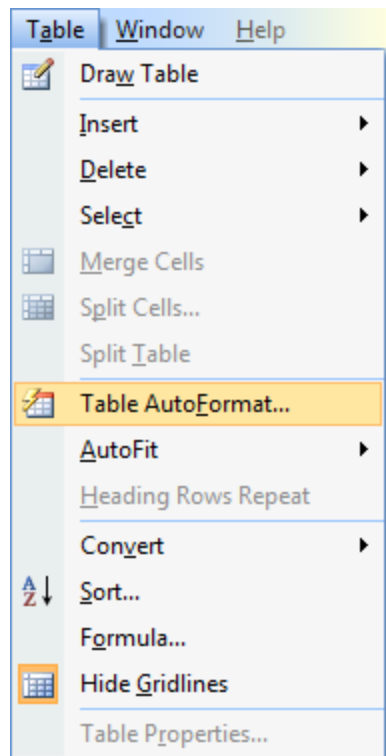 Table Window Help
Draw Table
Insert
Delete
Select
Merge Cells
Split Cells...
Split Table
Table AutoFormat...
AutoFit
Heading Rows Repeat
Convert
Sort...
Formula...
Hide Gridlines
Table Properties...